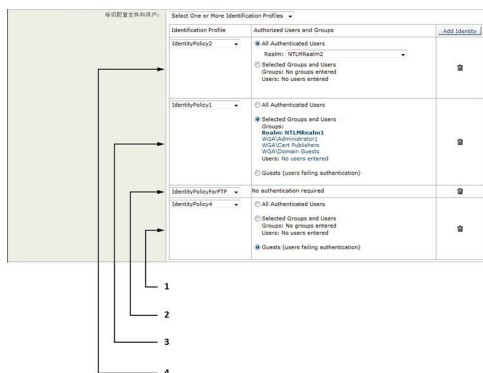 标识配置文件和用户:
Select One or More Identification Profiles
Identification Profile
Authorized Users and Groups
Add Identity
IdentityPolicy2
All Authenticated Users
Realm: NTLMRealm2
Selected Groups and Users
Groups: No groups entered
Users: No users entered
IdentityPolicy1
All Authenticated Users
Selected Groups and Users
Groups:
Realm: NTLMRealm1
WGA\Administrator1
WGA\Cert Publishers
WGA\Domain Guests
Users: No users entered
Guests (users failing authentication)
IdentityPolicyForFTP
No authentication required
IdentityPolicy4
All Authenticated Users
Selected Groups and Users
Groups: No groups entered
Users: No users entered
Guests (users failing authentication)
1
2
3
4